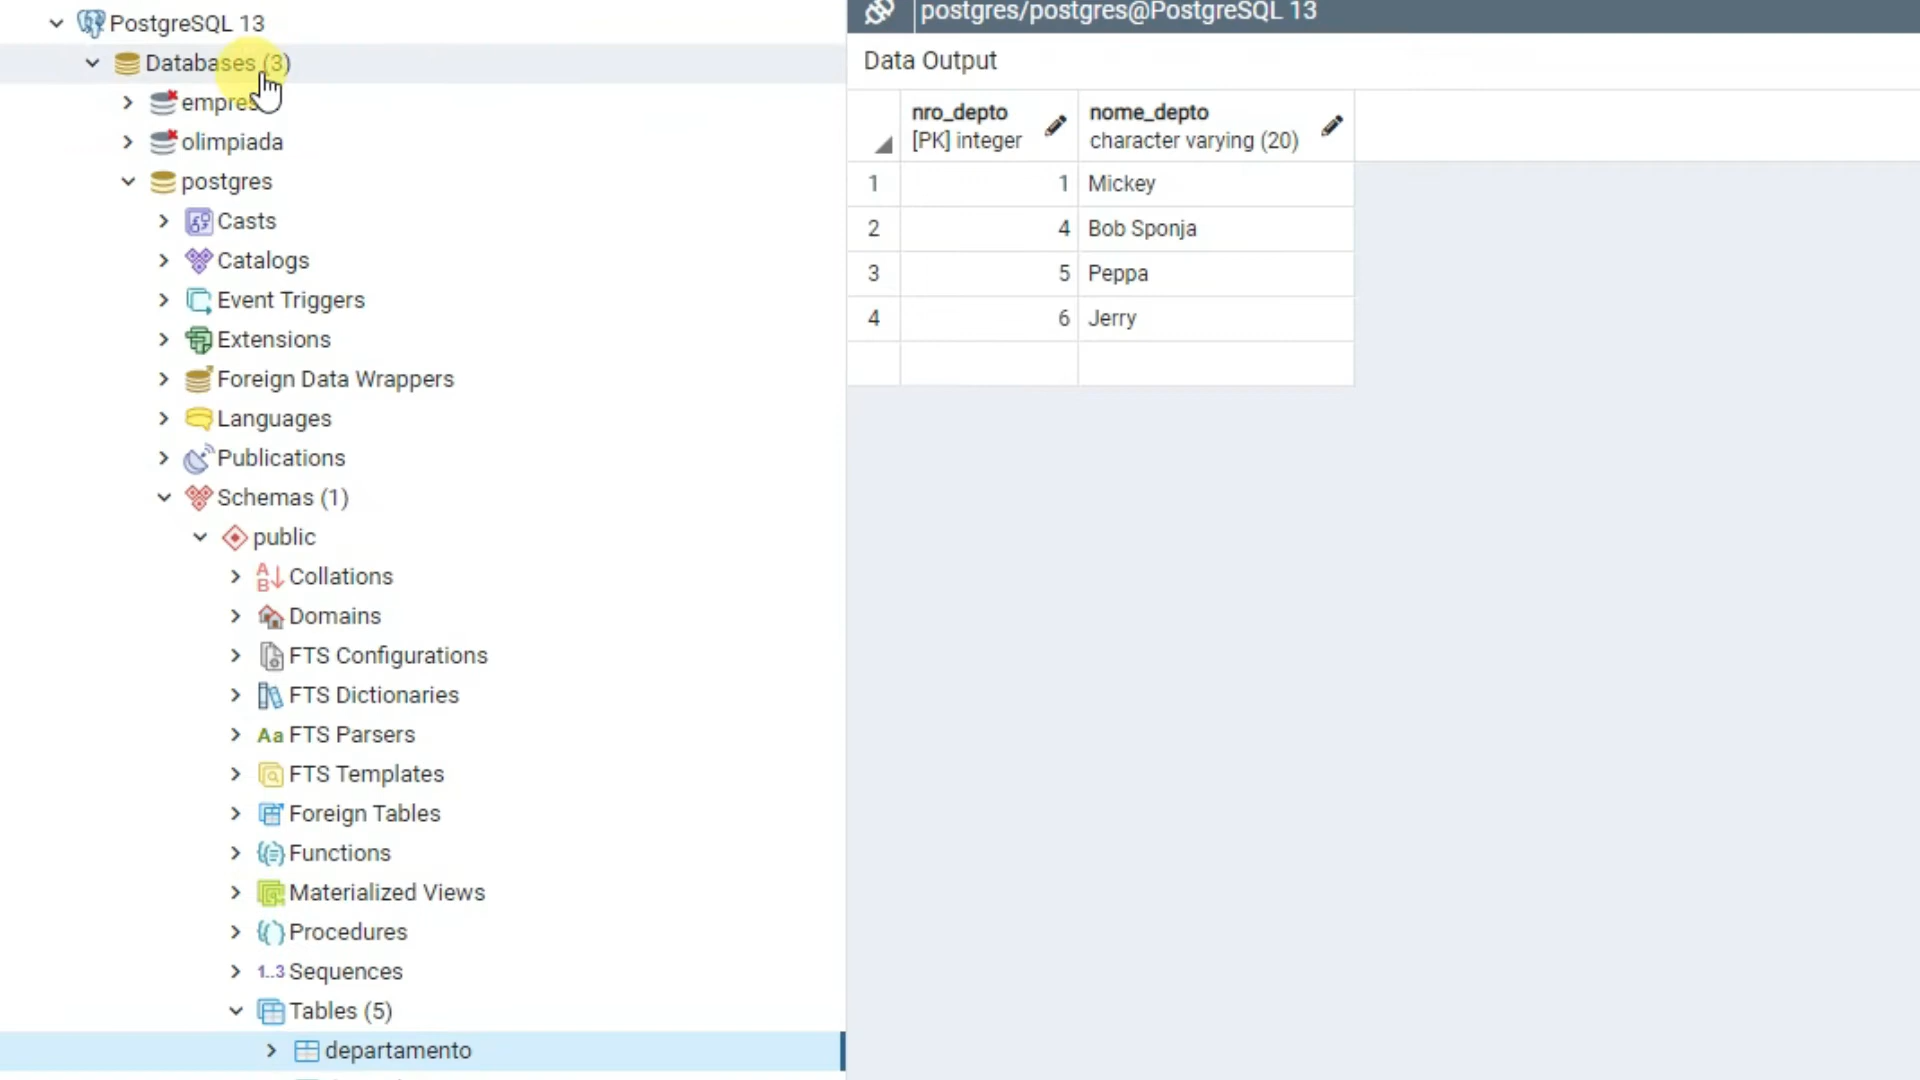 PostgreSQL 13
Databases (3)
olimpiada
postgres
Casts
Catalogs
Event Triggers
Extensions
Foreign Data Wrappers
Languages
Publications
Schemas (1)
public
Collations
Domains
FTS Configurations
FTS Dictionaries
Aa FTS Parsers
FTS Templates
Foreign Tables
Functions
Materialized Views
Procedures
1..3 Sequences
Tables (5)
departamento
postgres/postgres@PostgreSQL 13
Data Output
nro_depto nome_depto
[PK] integer character varying (20)
1 1 Mickey
2 4 Bob Sponja
3 5 Peppa
4 6 Jerry